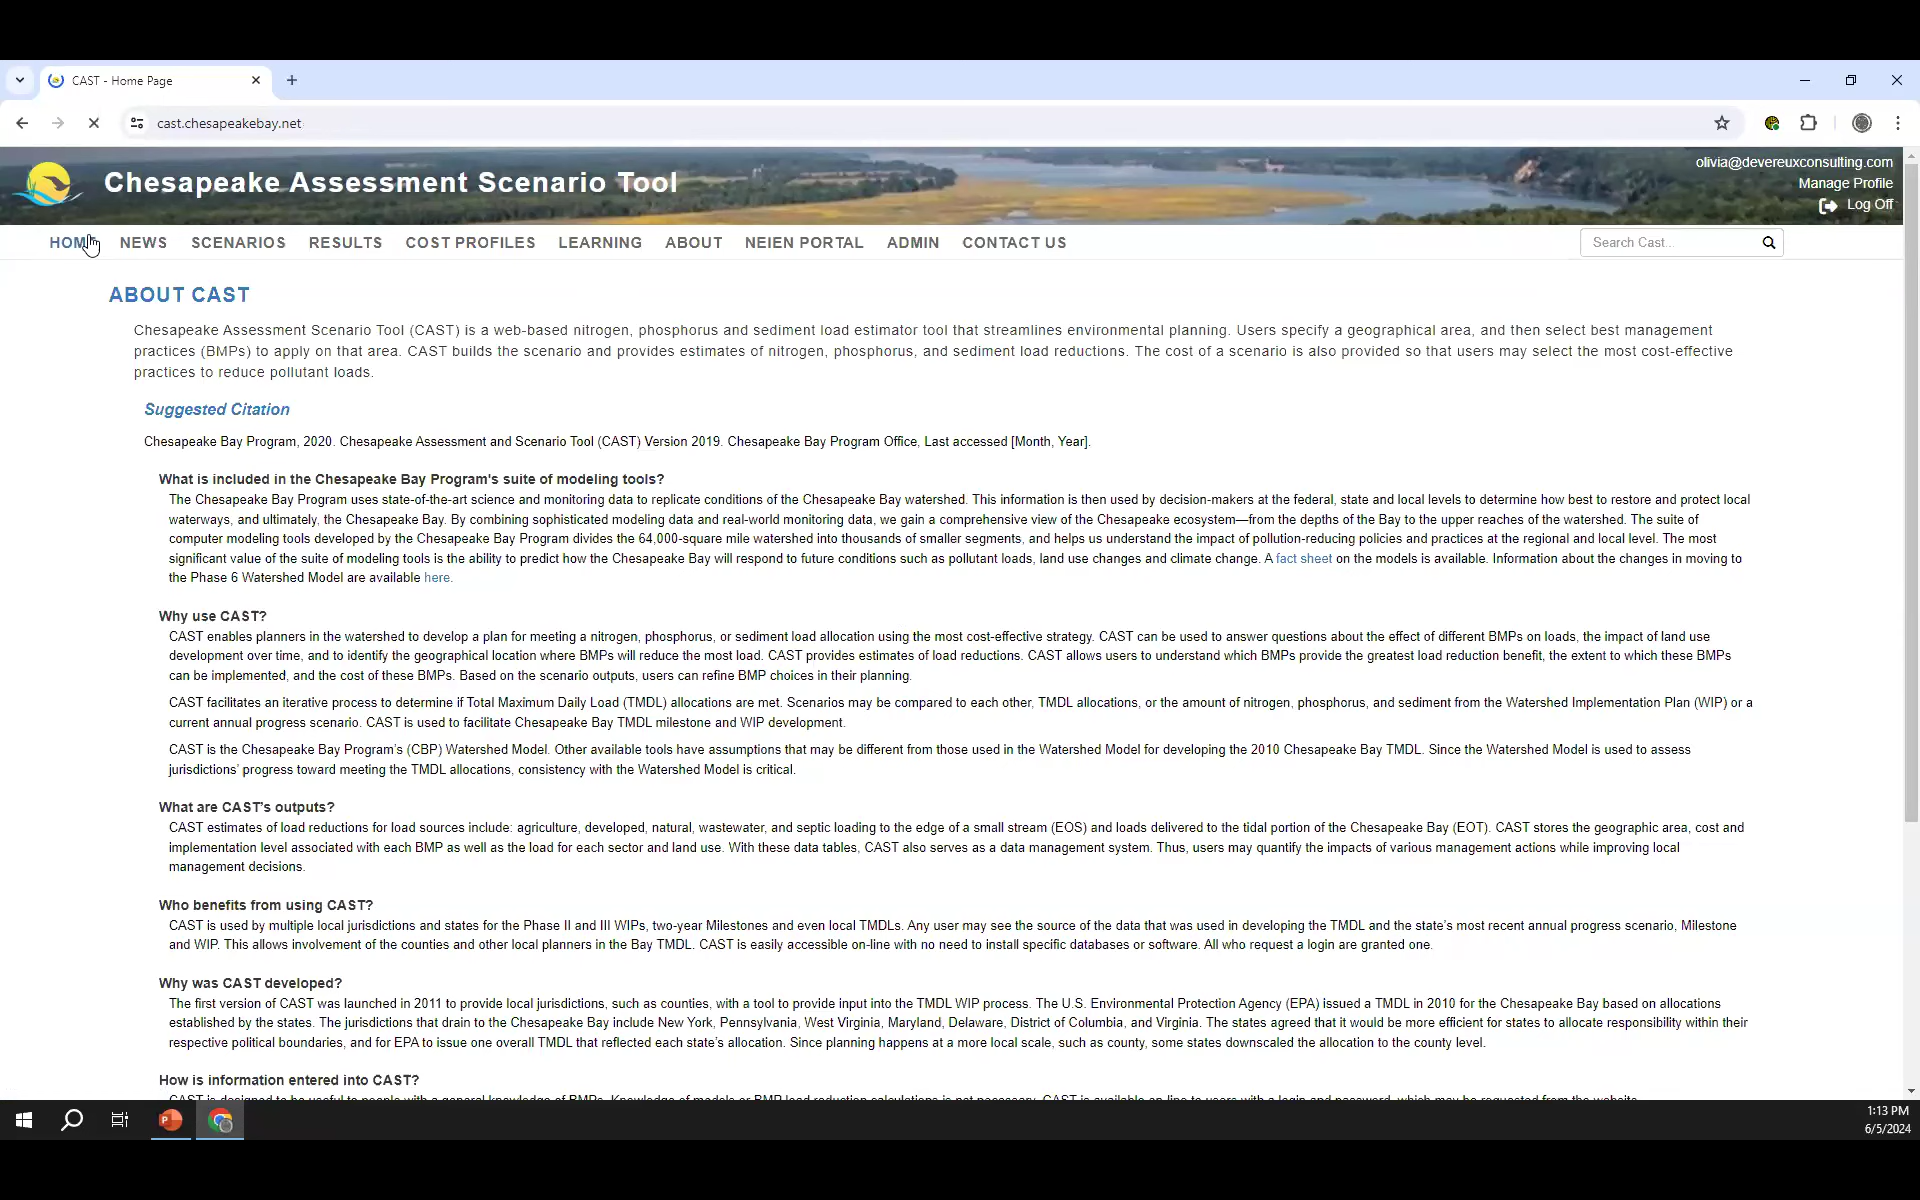 CAST - Home Page
cast.chesapeakebay.net
olivia@devereuxconsulting.com
Chesapeake Assessment Scenario Tool
Manage Profile
Log Off
HOME NEWS SCENARIOS RESULTS COST PROFILES LEARNING ABOUT NEIEN PORTAL ADMIN CONTACT US
Search Cast...
ABOUT CAST
Chesapeake Assessment Scenario Tool (CAST) is a web-based nitrogen, phosphorus and sediment load estimator tool that streamlines environmental planning. Users specify a geographical area, and then select best management
practices (BMPs) to apply on that area. CAST builds the scenario and provides estimates of nitrogen, phosphorus, and sediment load reductions. The cost of a scenario is also provided so that users may select the most cost-effective
practices to reduce pollutant loads.
Suggested Citation
Chesapeake Bay Program, 2020. Chesapeake Assessment and Scenario Tool (CAST) Version 2019. Chesapeake Bay Program Office, Last accessed [Month, Year].
What is included in the Chesapeake Bay Program's suite of modeling tools?
The Chesapeake Bay Program uses state-of-the-art science and monitoring data to replicate conditions of the Chesapeake Bay watershed. This information is then used by decision-makers at the federal, state and local levels to determine how best to restore and protect local
waterways, and ultimately, the Chesapeake Bay. By combining sophisticated modeling data and real-world monitoring data, we gain a comprehensive view of the Chesapeake ecosystem—from the depths of the Bay to the upper reaches of the watershed. The suite of
computer modeling tools developed by the Chesapeake Bay Program divides the 64,000-square mile watershed into thousands of smaller segments, and helps us understand the impact of pollution-reducing policies and practices at the regional and local level. The most
significant value of the suite of modeling tools is the ability to predict how the Chesapeake Bay will respond to future conditions such as pollutant loads, land use changes and climate change. A fact sheet on the models is available. Information about the changes in moving to
the Phase 6 Watershed Model are available here.
Why use CAST?
CAST enables planners in the watershed to develop a plan for meeting a nitrogen, phosphorus, or sediment load allocation using the most cost-effective strategy. CAST can be used to answer questions about the effect of different BMPs on loads, the impact of land use
development over time, and to identify the geographical location where BMPs will reduce the most load. CAST provides estimates of load reductions. CAST allows users to understand which BMPs provide the greatest load reduction benefit, the extent to which these BMPs
can be implemented, and the cost of these BMPs. Based on the scenario outputs, users can refine BMP choices in their planning.
CAST facilitates an iterative process to determine if Total Maximum Daily Load (TMDL) allocations are met. Scenarios may be compared to each other, TMDL allocations, or the amount of nitrogen, phosphorus, and sediment from the Watershed Implementation Plan (WIP) or a
current annual progress scenario. CAST is used to facilitate Chesapeake Bay TMDL milestone and WIP development.
CAST is the Chesapeake Bay Program's (CBP) Watershed Model. Other available tools have assumptions that may be different from those used in the Watershed Model for developing the 2010 Chesapeake Bay TMDL. Since the Watershed Model is used to assess
jurisdictions' progress toward meeting the TMDL allocations, consistency with the Watershed Model is critical.
What are CAST's outputs?
CAST estimates of load reductions for load sources include: agriculture, developed, natural, wastewater, and septic loading to the edge of a small stream (EOS) and loads delivered to the tidal portion of the Chesapeake Bay (EOT). CAST stores the geographic area, cost and
implementation level associated with each BMP as well as the load for each sector and land use. With these data tables, CAST also serves as a data management system. Thus, users may quantify the impacts of various management actions while improving local
management decisions.
Who benefits from using CAST?
CAST is used by multiple local jurisdictions and states for the Phase II and III WIPs, two-year Milestones and even local TMDLs. Any user may see the source of the data that was used in developing the TMDL and the state's most recent annual progress scenario, Milestone
and WIP. This allows involvement of the counties and other local planners in the Bay TMDL. CAST is easily accessible on-line with no need to install specific databases or software. All who request a login are granted one.
Why was CAST developed?
The first version of CAST was launched in 2011 to provide local jurisdictions, such as counties, with a tool to provide input into the TMDL WIP process. The U.S. Environmental Protection Agency (EPA) issued a TMDL in 2010 for the Chesapeake Bay based on allocations
established by the states. The jurisdictions that drain to the Chesapeake Bay include New York, Pennsylvania, West Virginia, Maryland, Delaware, District of Columbia, and Virginia. The states agreed that it would be more efficient for states to allocate responsibility within their
respective political boundaries, and for EPA to issue one overall TMDL that reflected each state's allocation. Since planning happens at a more local scale, such as county, some states downscaled the allocation to the county level.
How is information entered into CAST?
CAST is designed to be useful to people with a general knowledge of BMPs. Knowledge of models or BMP load reduction calculations is not necessary. CAST is available on-line to users with a login and password, which may be requested from the website.
1:13 PM
6/5/2024